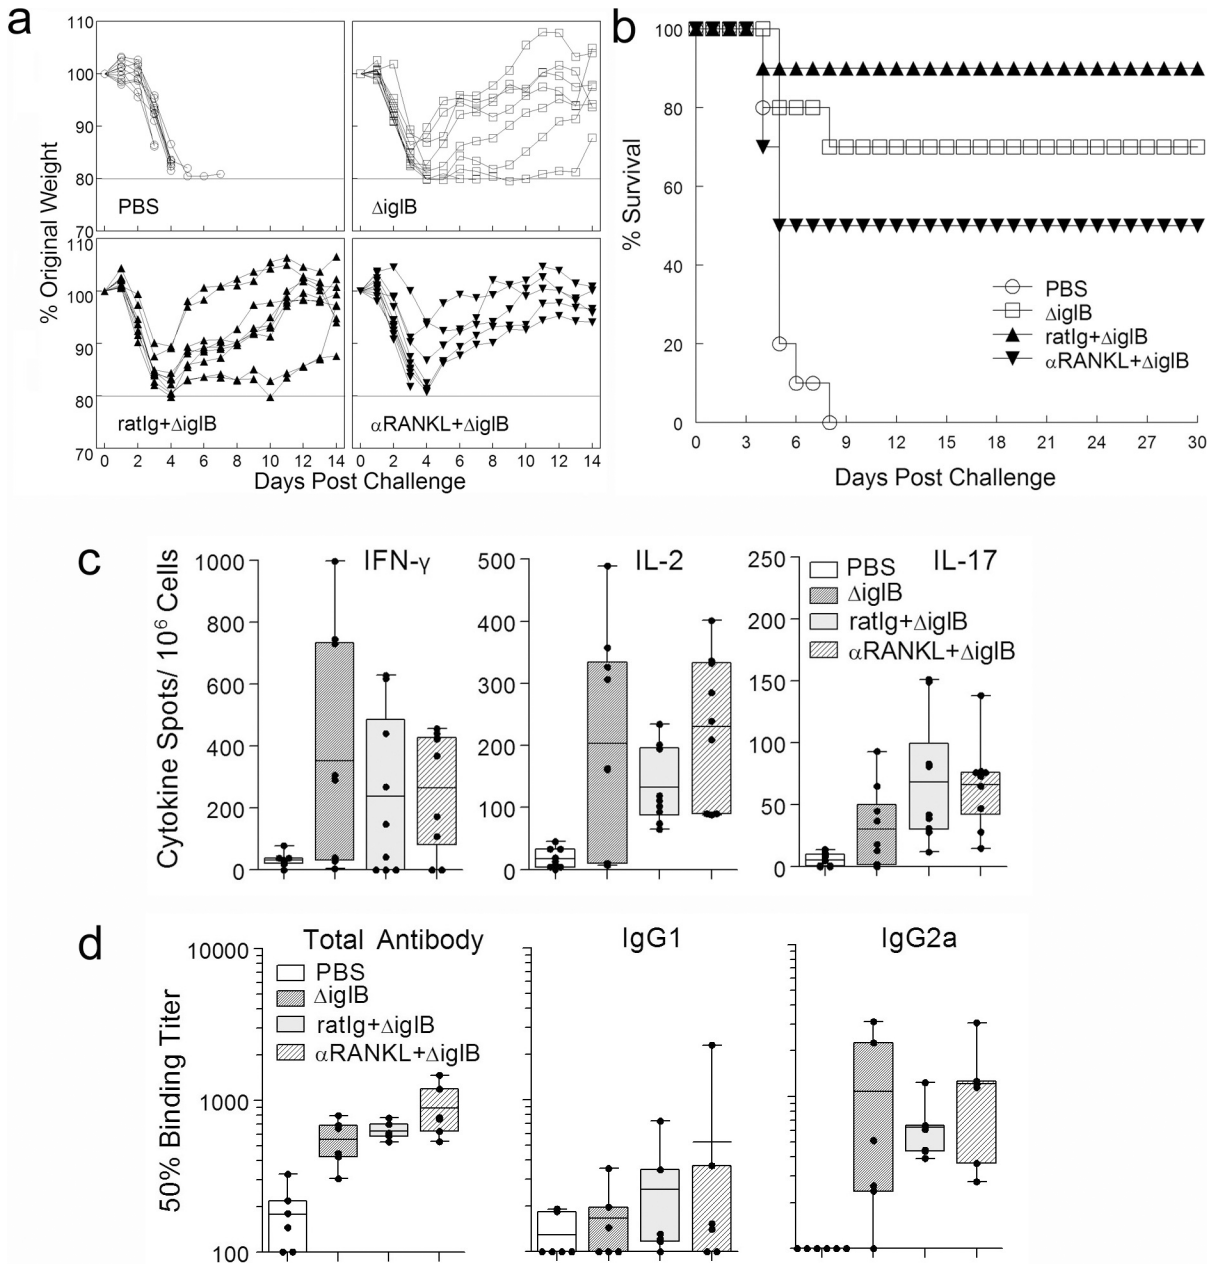 a
% Original Weight
110
100
90
80
70
PBS
ΔiglB
110
100
90
80
70
ratIg+ΔiglB
αRANKL+ΔiglB
0 2 4 6 8 10 12 14
0 2 4 6 8 10 12 14
Days Post Challenge
b
% Survival
100
80
60
40
20
0
PBS
ΔiglB
ratIg+ΔiglB
αRANKL+ΔiglB
0 3 6 9 12 15 18 21 24 27 30
Days Post Challenge
c
Cytokine Spots/ 10⁶ Cells
IFN-γ
1000
800
600
400
200
0
IL-2
500
400
300
200
100
0
IL-17
250
200
150
100
50
0
PBS
ΔiglB
ratIg+ΔiglB
αRANKL+ΔiglB
d
50% Binding Titer
Total Antibody
10000
1000
100
PBS
ΔiglB
ratIg+ΔiglB
αRANKL+ΔiglB
IgG1
IgG2a